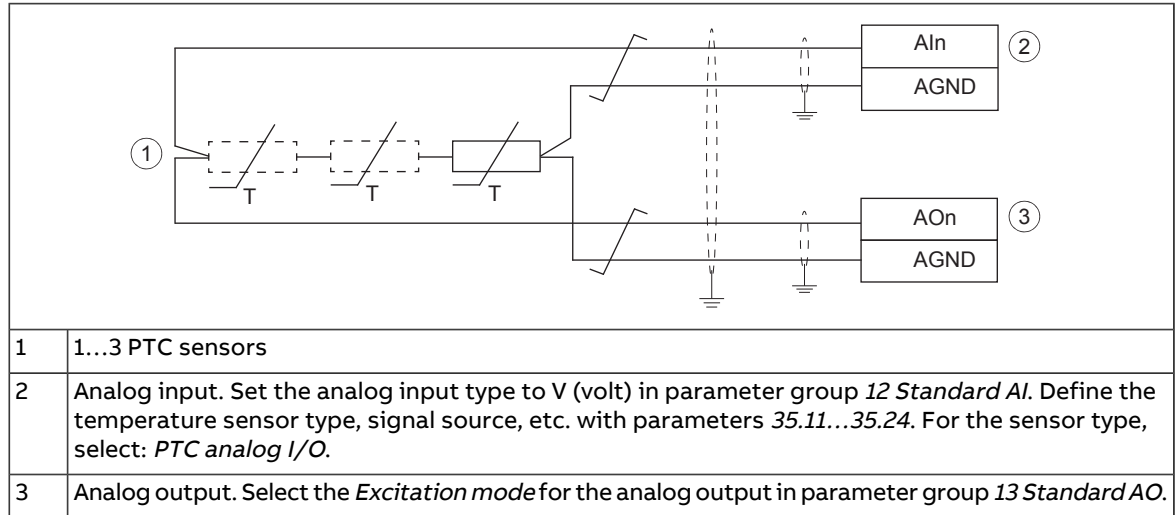 AIn
2
AGND
1
T
T
T
AOn
3
AGND
1 1…3 PTC sensors
2 Analog input. Set the analog input type to V (volt) in parameter group 12 Standard AI. Define the
temperature sensor type, signal source, etc. with parameters 35.11…35.24. For the sensor type,
select: PTC analog I/O.
3 Analog output. Select the Excitation mode for the analog output in parameter group 13 Standard AO.